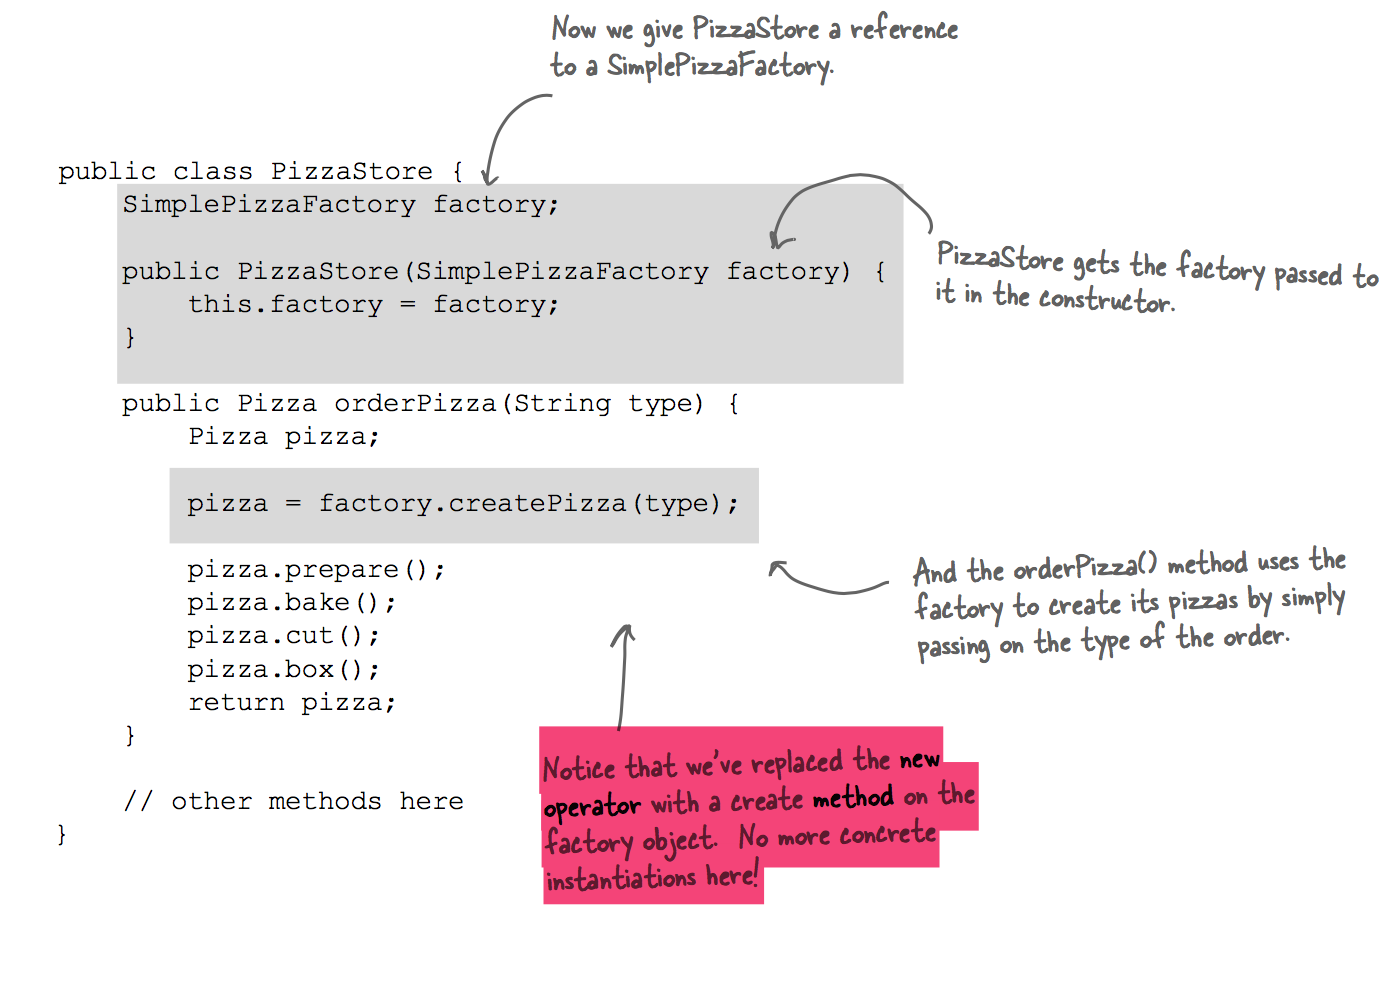 Now we give PizzaStore a reference
to a SimplePizzaFactory.
public class PizzaStore {
SimplePizzaFactory factory;
public PizzaStore(SimplePizzaFactory factory) {
this.factory = factory;
}
PizzaStore gets the factory passed to
it in the constructor.
public Pizza orderPizza(String type) {
Pizza pizza;
pizza = factory.createPizza(type);
pizza.prepare();
pizza.bake();
pizza.cut();
pizza.box();
return pizza;
}
And the orderPizza() method uses the
factory to create its pizzas by simply
passing on the type of the order.
// other methods here
}
Notice that we've replaced the new
operator with a create method on the
factory object. No more concrete
instantiations here!